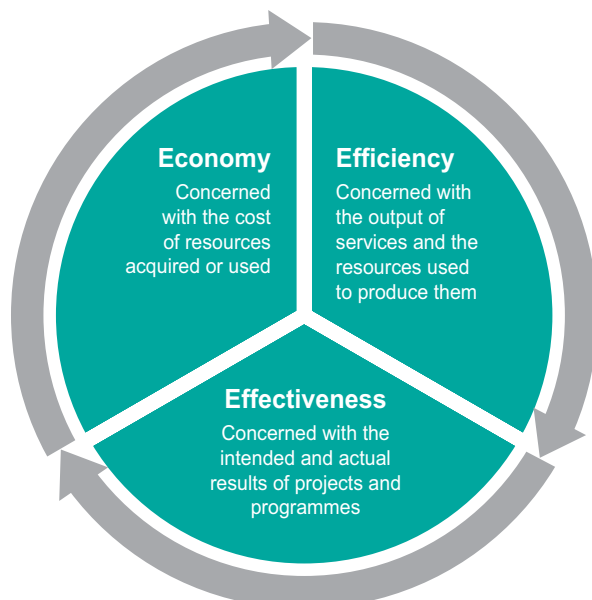 Economy
Concerned
with the cost
of resources
acquired or used
Efficiency
Concerned with
the output of
services and the
resources used
to produce them
Effectiveness
Concerned with the
intended and actual
results of projects and
programmes